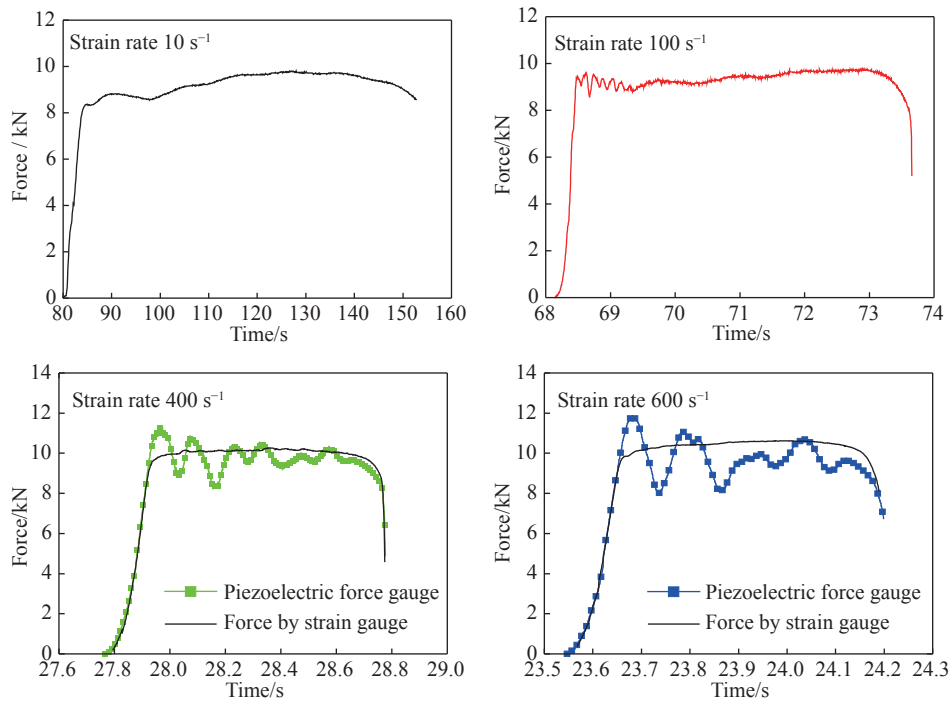 12
10
8
6
4
2
0
Force / kN
Strain rate 10 s⁻¹
80 90 100 110 120 130 140 150 160
Time/s
12
10
8
6
4
2
0
Force/kN
Strain rate 100 s⁻¹
68 69 70 71 72 73 74
Time/s
14
12
10
8
6
4
2
0
Force/kN
Strain rate 400 s⁻¹
Piezoelectric force gauge
Force by strain gauge
27.6 27.8 28.0 28.2 28.4 28.6 28.8 29.0
Time/s
14
12
10
8
6
4
2
0
Force/kN
Strain rate 600 s⁻¹
Piezoelectric force gauge
Force by strain gauge
23.5 23.6 23.7 23.8 23.9 24.0 24.1 24.2 24.3
Time/s